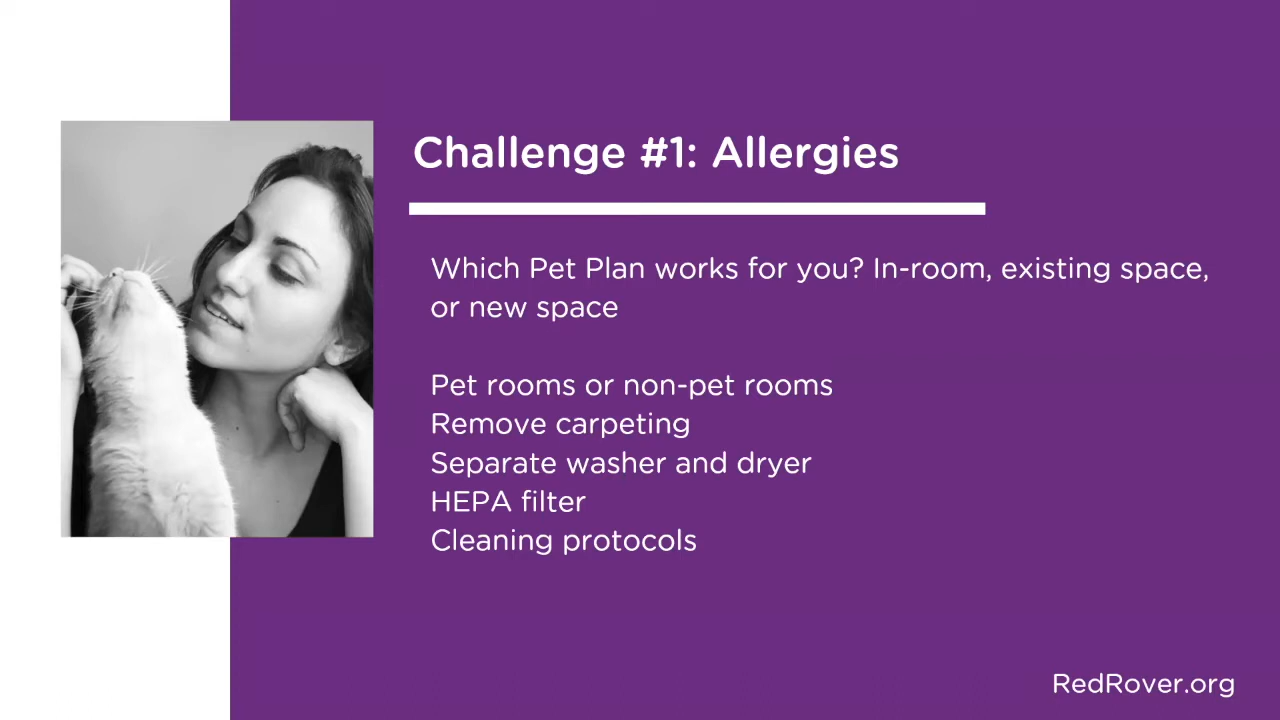 Challenge #1: Allergies
Which Pet Plan works for you? In-room, existing space,
or new space
Pet rooms or non-pet rooms
Remove carpeting
Separate washer and dryer
HEPA filter
Cleaning protocols
RedRover.org